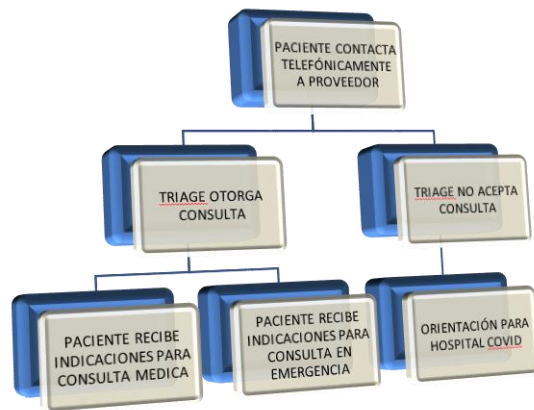 PACIENTE CONTACTA
TELEFÓNICAMENTE
A PROVEEDOR
TRIAGE OTORGA
CONSULTA
TRIAGE NO ACEPTA
CONSULTA
PACIENTE RECIBE
INDICACIONES PARA
CONSULTA MEDICA
PACIENTE RECIBE
INDICACIONES PARA
CONSULTA EN
EMERGENCIA
ORIENTACIÓN PARA
HOSPITAL COVID